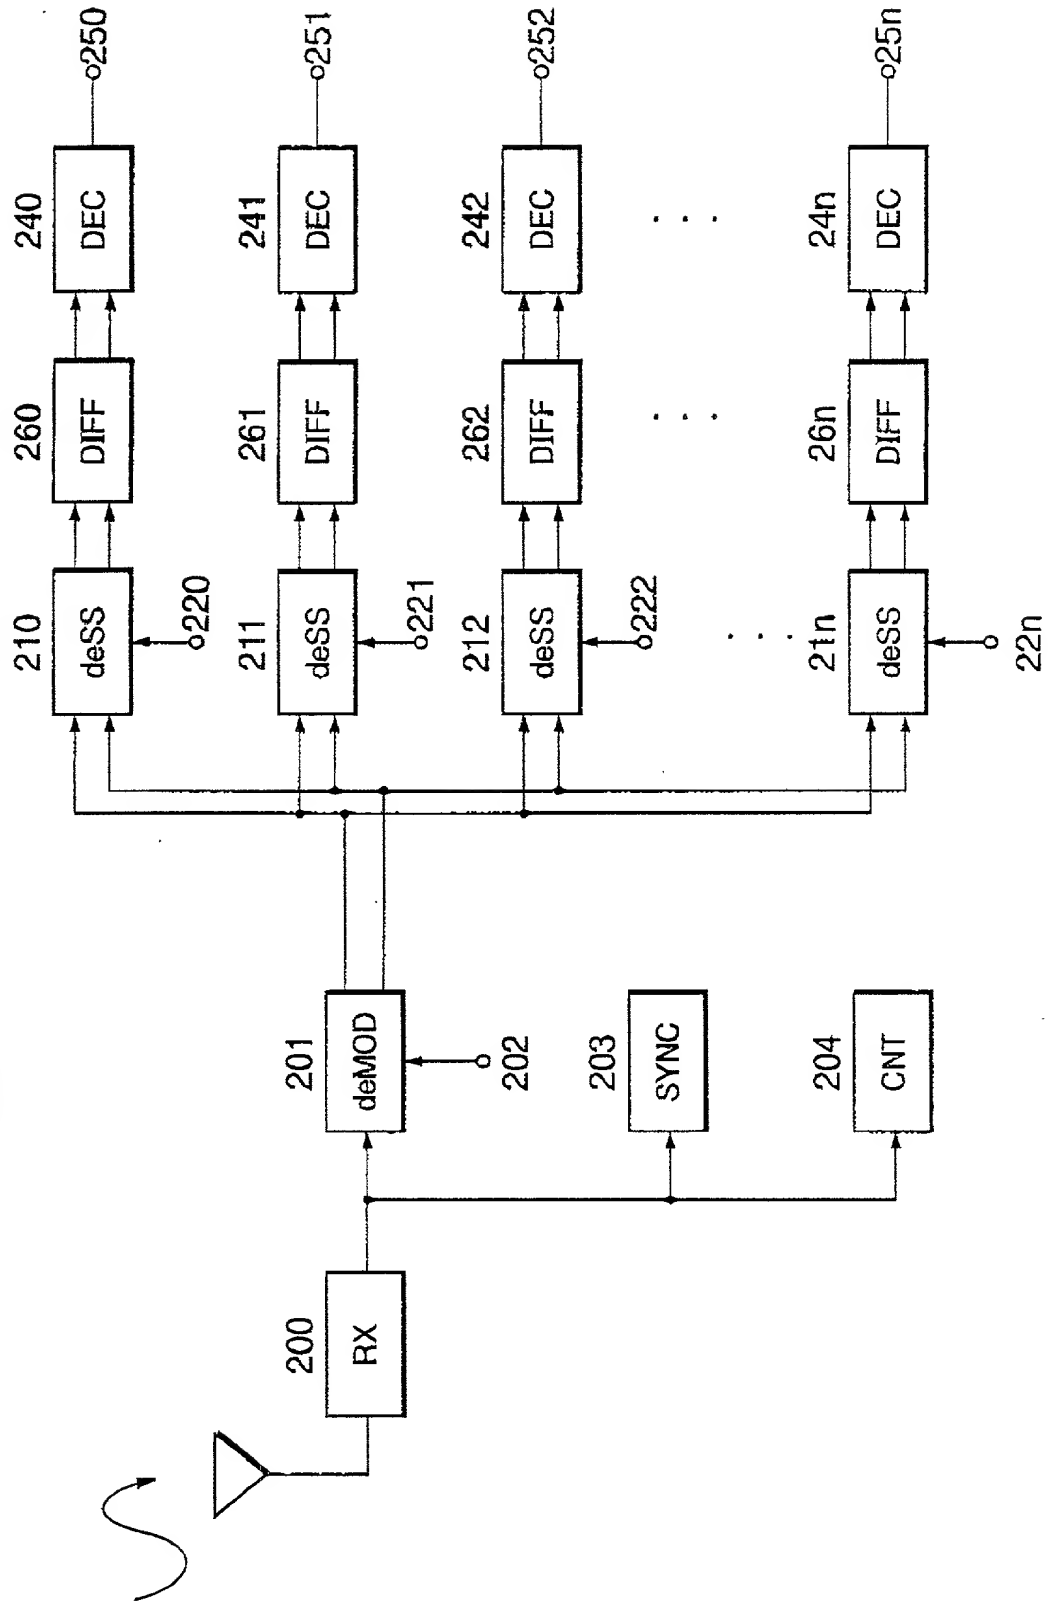 200
RX
201
deMOD
202
203
SYNC
204
CNT
210
deSS
220
260
DIFF
240
DEC
250
211
deSS
221
261
DIFF
241
DEC
251
212
deSS
222
262
DIFF
242
DEC
252
. . .
. . .
. . . .
21n
deSS
22n
26n
DIFF
24n
DEC
25n